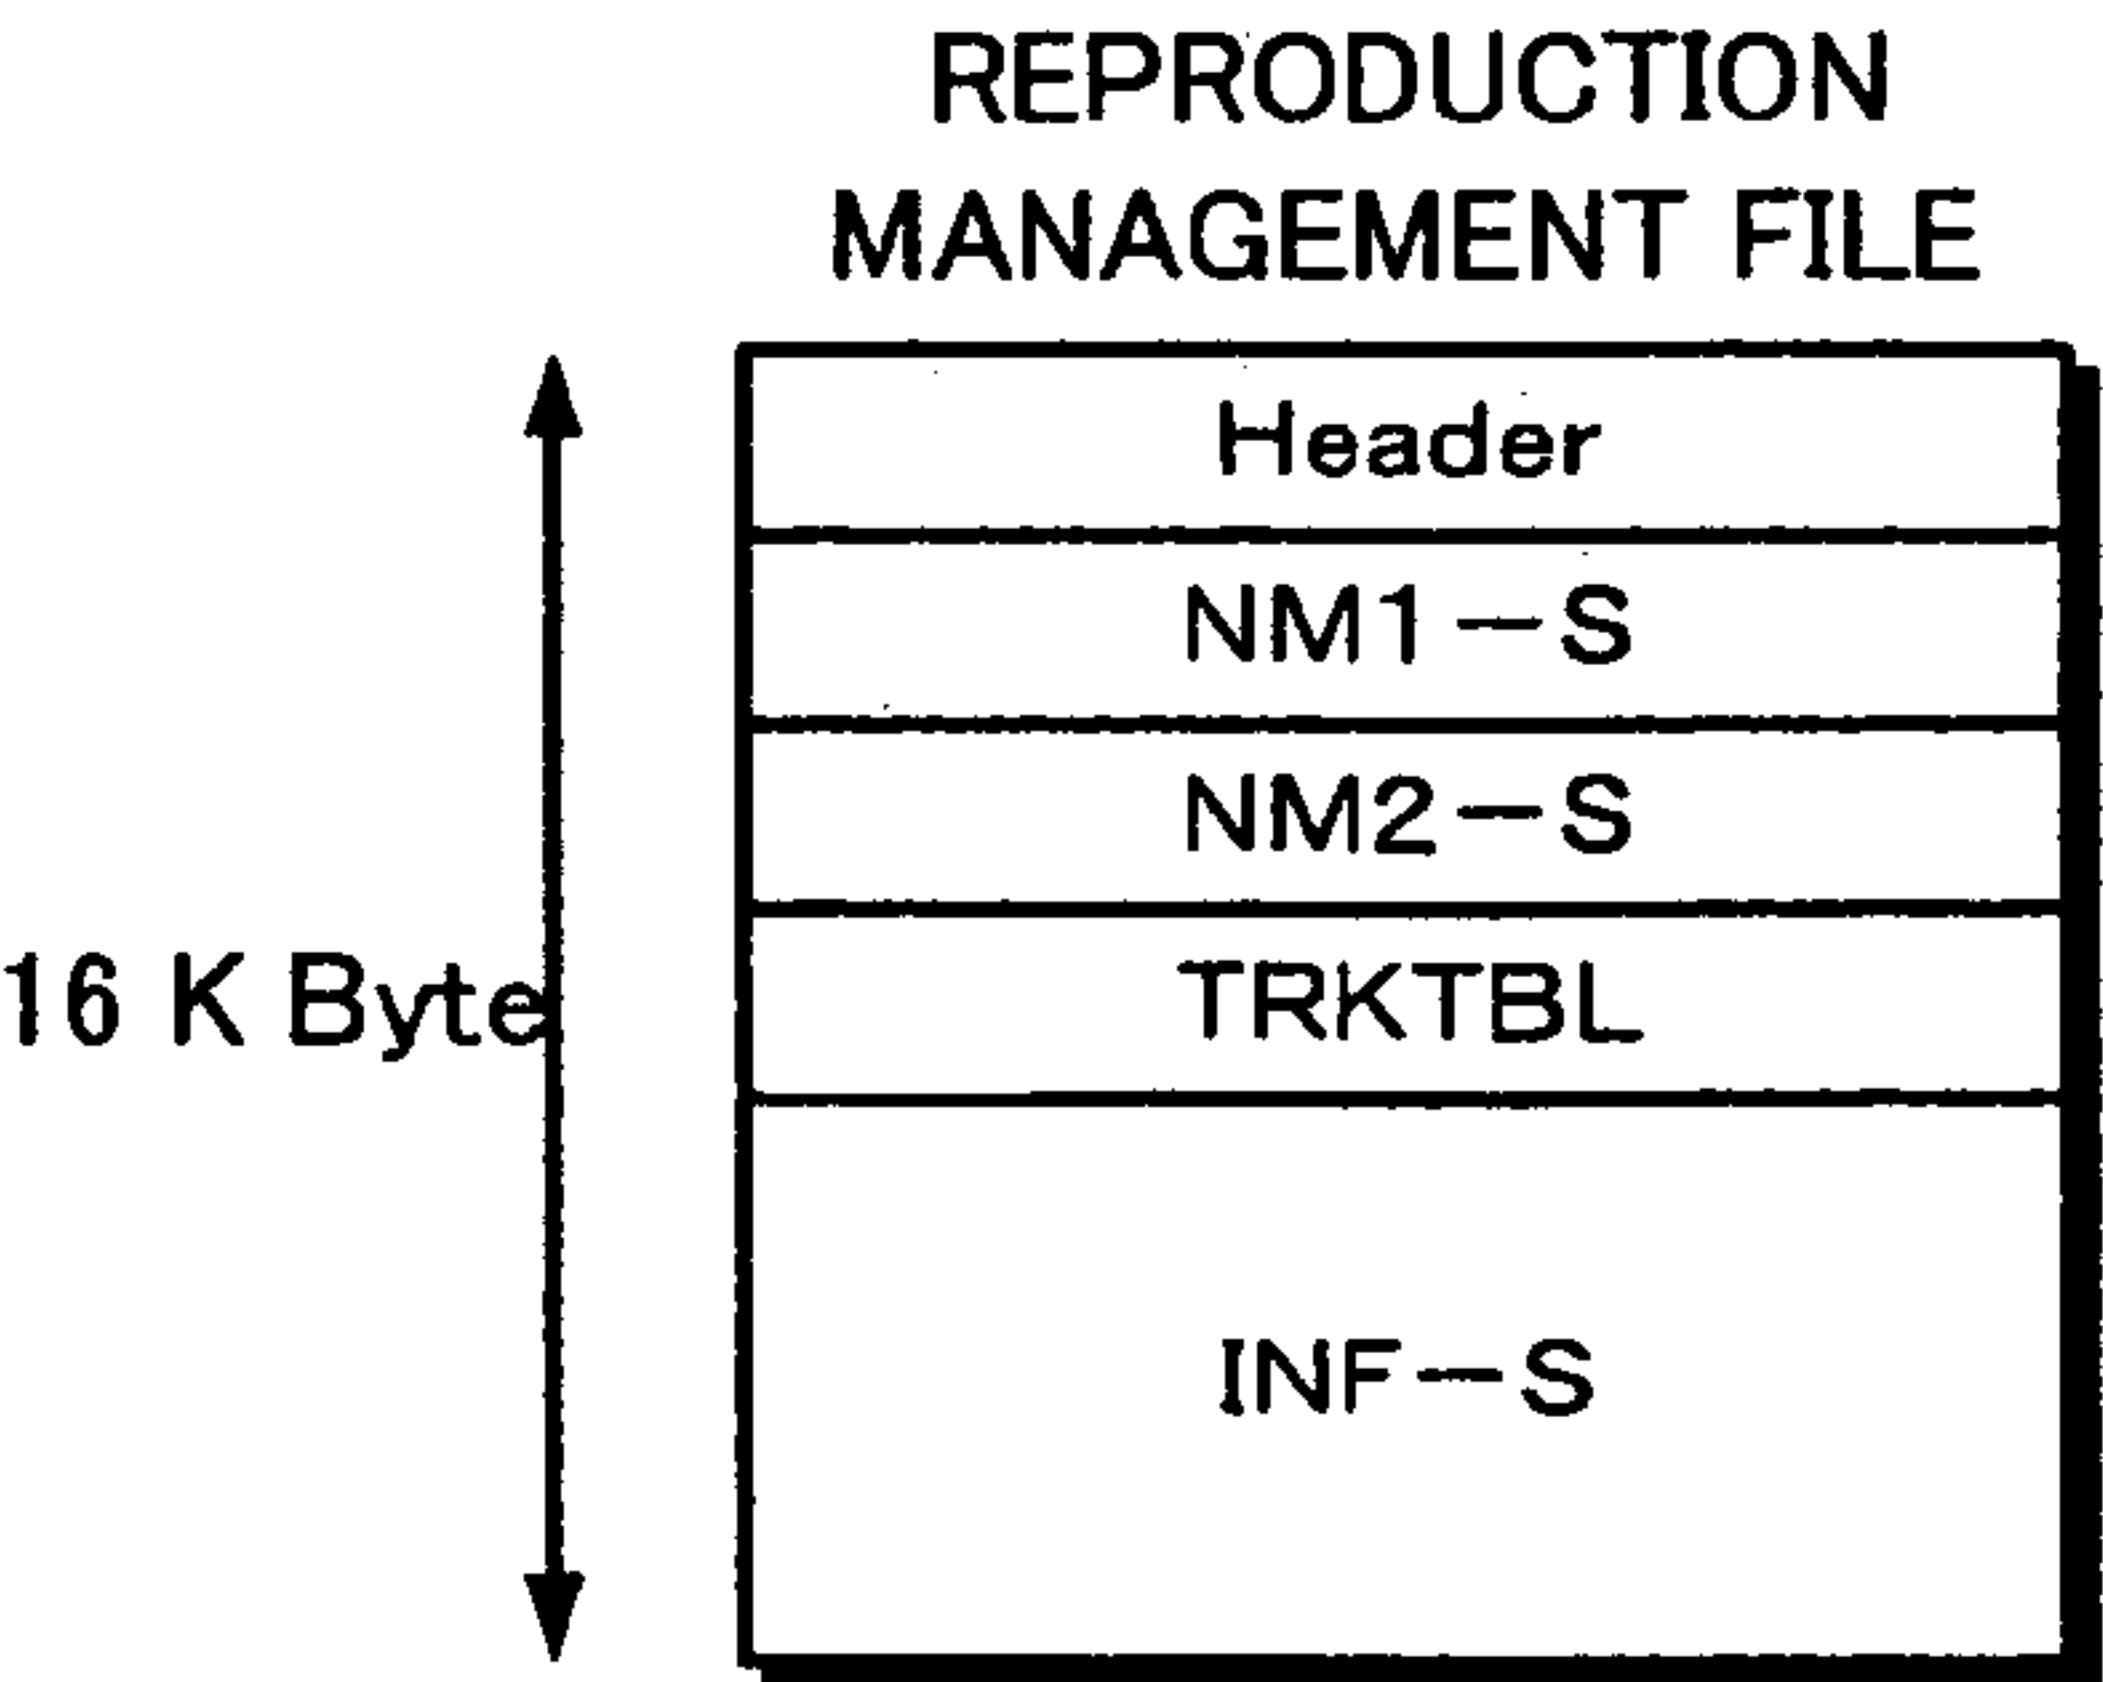 REPRODUCTION
MANAGEMENT FILE
Header
NM1-S
NM2-S
16 K Byte
TRKTBL
INF-S